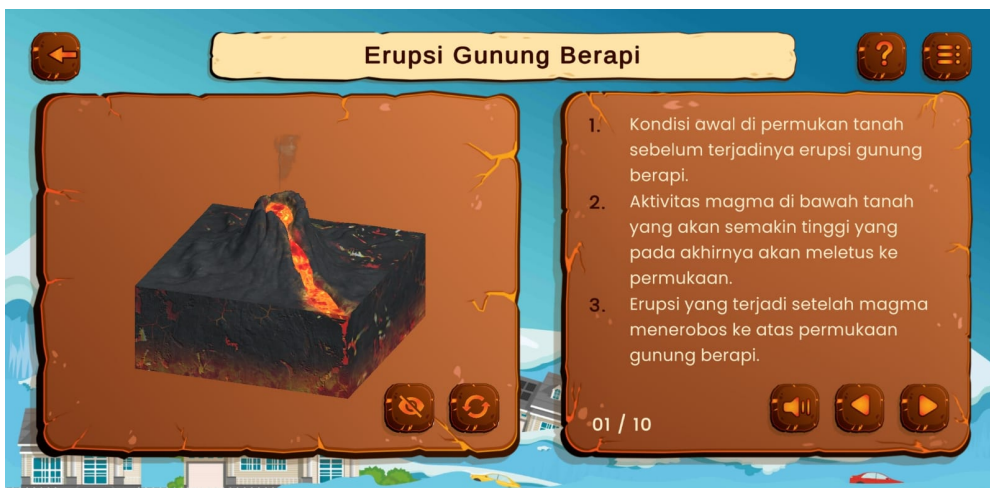 Erupsi Gunung Berapi
?
1. Kondisi awal di permukan tanah
sebelum terjadinya erupsi gunung
berapi.
2. Aktivitas magma di bawah tanah
yang akan semakin tinggi yang
pada akhirnya akan meletus ke
permukaan.
3. Erupsi yang terjadi setelah magma
menerobos ke atas permukaan
gunung berapi.
01 / 10